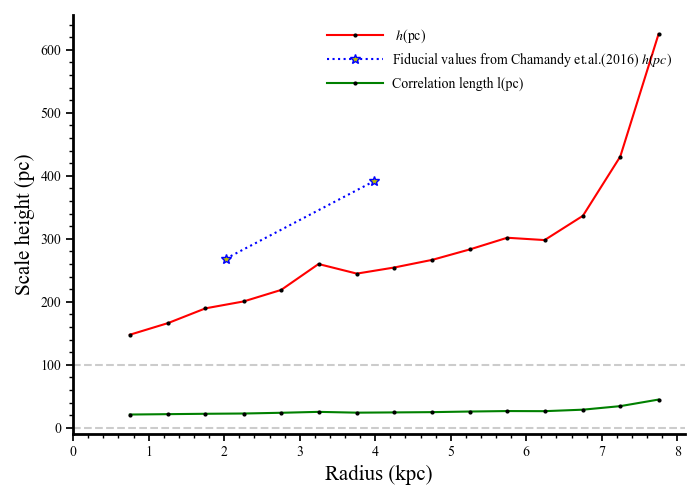 h(pc)
Fiducial values from Chamandy et.al.(2016) h(pc)
Correlation length l(pc)
600
500
400
300
200
100
0
Scale height (pc)
0 1 2 3 4 5 6 7 8
Radius (kpc)